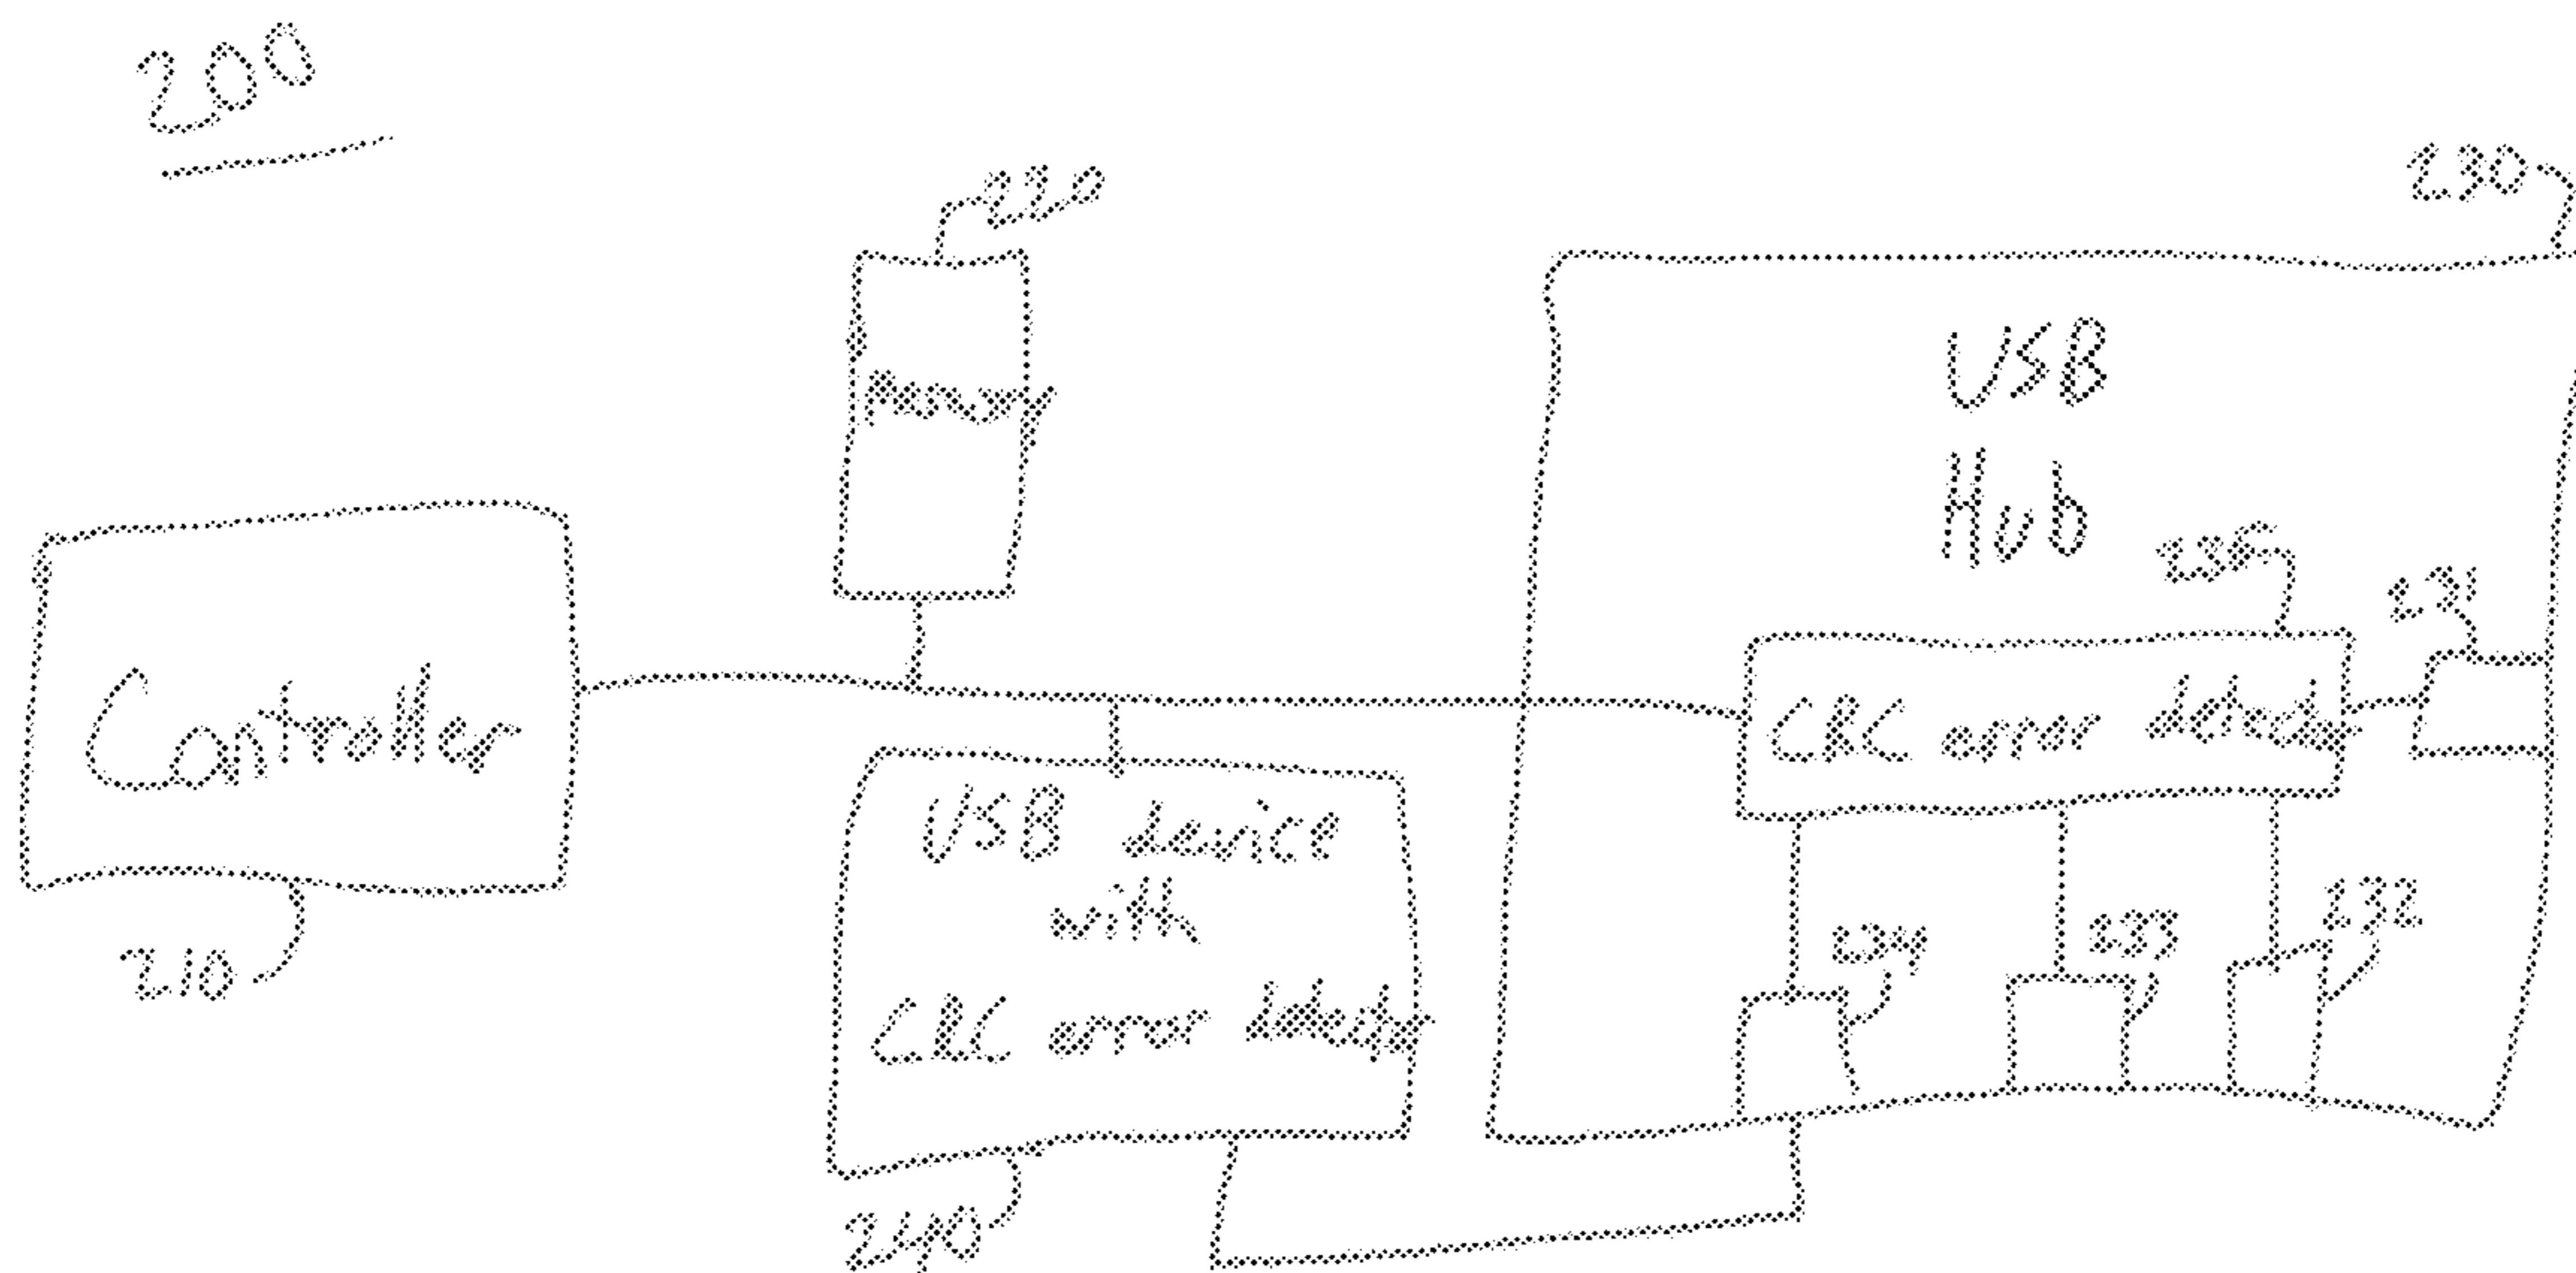 200
220
230
Memory
USB
Hub
235
231
Controller
CRC error detector
USB device
with
CRC error detector
210
234
233
232
240